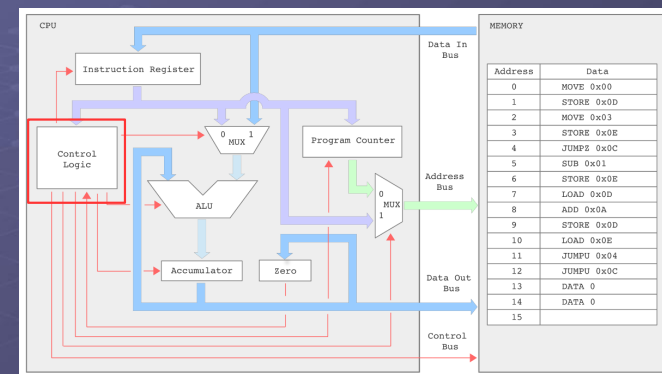 CPU
MEMORY
Data In
Bus
Instruction Register
0 1
MUX
Program Counter
Control
Logic
Address
Bus
0
MUX
1
ALU
Accumulator
Zero
Data Out
Bus
Control
Bus
Address Data
0 MOVE 0x00
1 STORE 0x0D
2 MOVE 0x03
3 STORE 0x0E
4 JUMPZ 0x0C
5 SUB 0x01
6 STORE 0x0E
7 LOAD 0x0D
8 ADD 0x0A
9 STORE 0x0D
10 LOAD 0x0E
11 JUMPU 0x04
12 JUMPU 0x0C
13 DATA 0
14 DATA 0
15